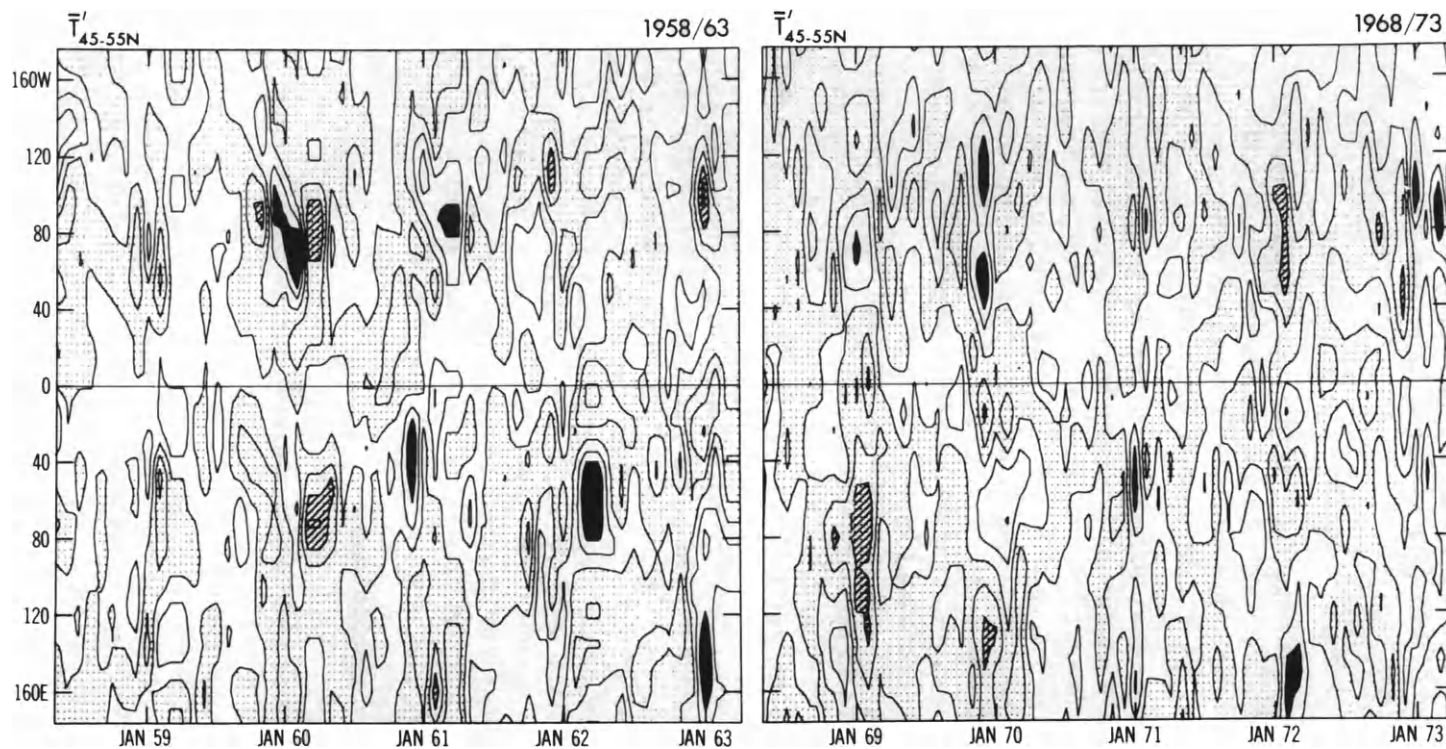 T̿′45-55N
1958/63
T̿′45-55N
1968/73
160W
120
80
40
0
40
80
120
160E
JAN 59
JAN 60
JAN 61
JAN 62
JAN 63
JAN 69
JAN 70
JAN 71
JAN 72
JAN 73